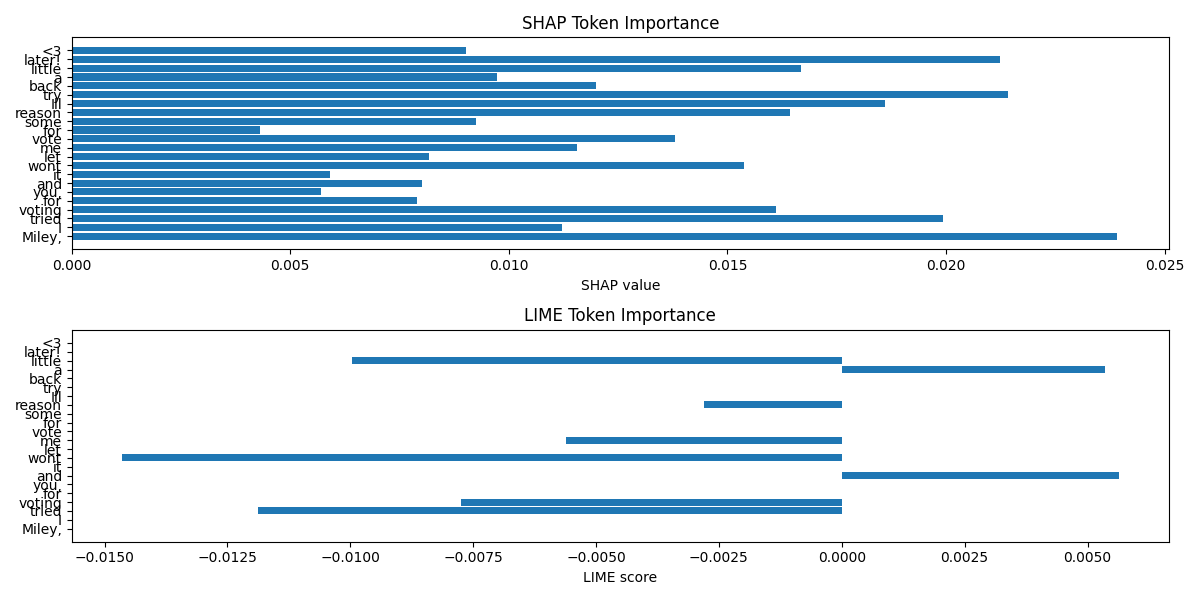 SHAP Token Importance
<3
later!
little
a
back
try
ill
reason
some
for
vote
me
let
wont
it
and
you,
for
voting
tried
I
Miley,
0.000 0.005 0.010 0.015 0.020 0.025
SHAP value
LIME Token Importance
<3
later!
little
a
back
try
ill
reason
some
for
vote
me
let
wont
it
and
you,
for
voting
tried
I
Miley,
−0.0150 −0.0125 −0.0100 −0.0075 −0.0050 −0.0025 0.0000 0.0025 0.0050
LIME score